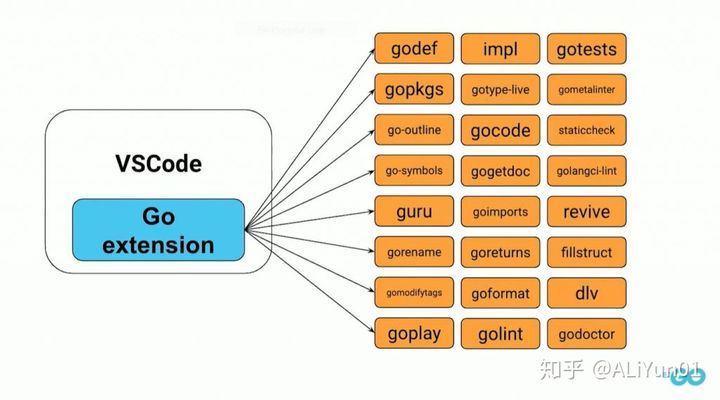 VSCode
Go
extension
godef impl gotests
gopkgs gotype-live gometalinter
go-outline gocode staticcheck
go-symbols gogetdoc golangci-lint
guru goimports revive
gorename goreturns fillstruct
gomodifytags goformat dlv
goplay golint godoctor
知乎 @ALiYun01
GO